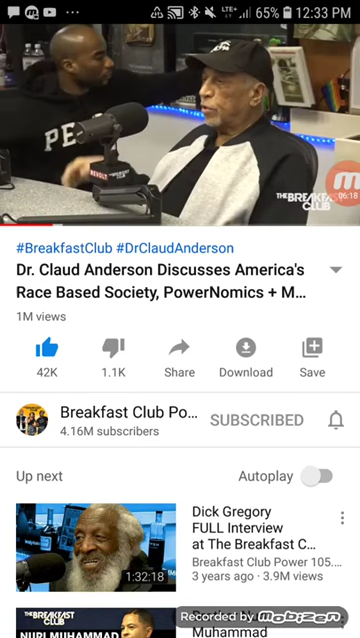 LTE+ 65% 12:33 PM
PE
REVOLT
THE BREAKFAST
CLUB
06:18
#BreakfastClub #DrClaudAnderson
Dr. Claud Anderson Discusses America's
Race Based Society, PowerNomics + M...
1M views
42K 1.1K Share Download Save
Breakfast Club Po... SUBSCRIBED
4.16M subscribers
Up next Autoplay
Dick Gregory
FULL Interview
at The Breakfast C...
Breakfast Club Power 105....
3 years ago · 3.9M views
1:32:18
THE BREAKFAST
CLUB
NURI MUHAMMAD
Muhammad
Recorded by Mobizen